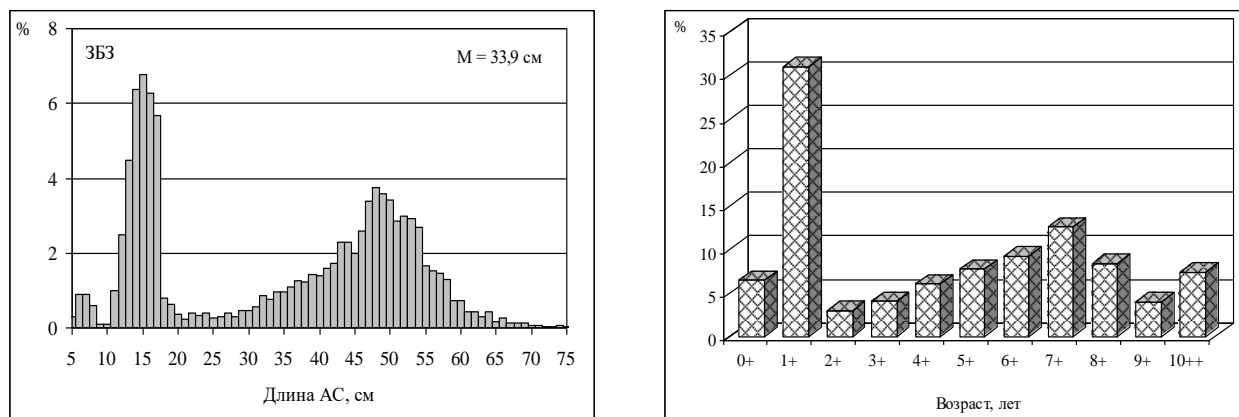 %
8
ЗБЗ
М = 33,9 см
6
4
2
0
5 10 15 20 25 30 35 40 45 50 55 60 65 70 75
Длина АС, см
%
35
30
25
20
15
10
5
0
0+ 1+ 2+ 3+ 4+ 5+ 6+ 7+ 8+ 9+ 10++
Возраст, лет